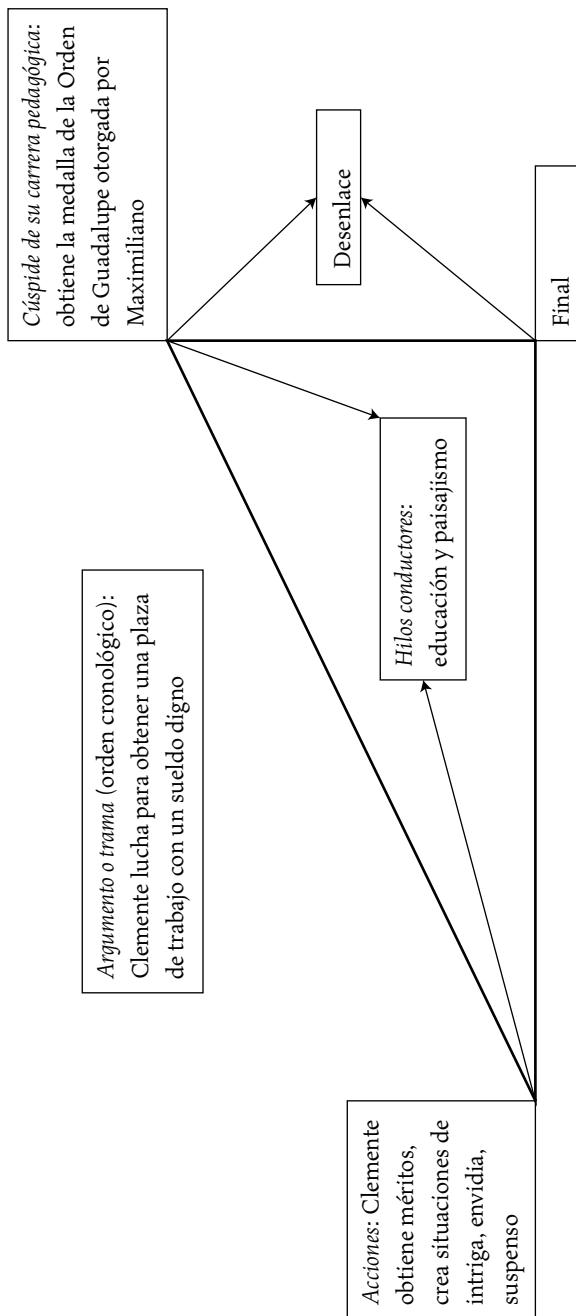 Cúspide de su carrera pedagógica:
obtiene la medalla de la Orden
de Guadalupe otorgada por
Maximiliano
Argumento o trama (orden cronológico):
Clemente lucha para obtener una plaza
de trabajo con un sueldo digno
Desenlace
Hilos conductores:
educación y paisajismo
Acciones: Clemente
obtiene méritos,
crea situaciones de
intriga, envidia,
suspenso
Final